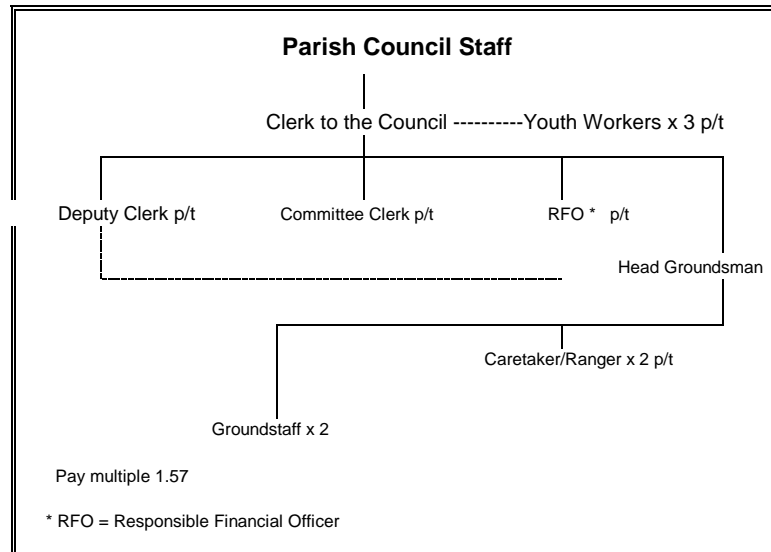 Parish Council Staff
Clerk to the Council ----------Youth Workers x 3 p/t
Deputy Clerk p/t Committee Clerk p/t RFO * p/t
Head Groundsman
Caretaker/Ranger x 2 p/t
Groundstaff x 2
Pay multiple 1.57
* RFO = Responsible Financial Officer